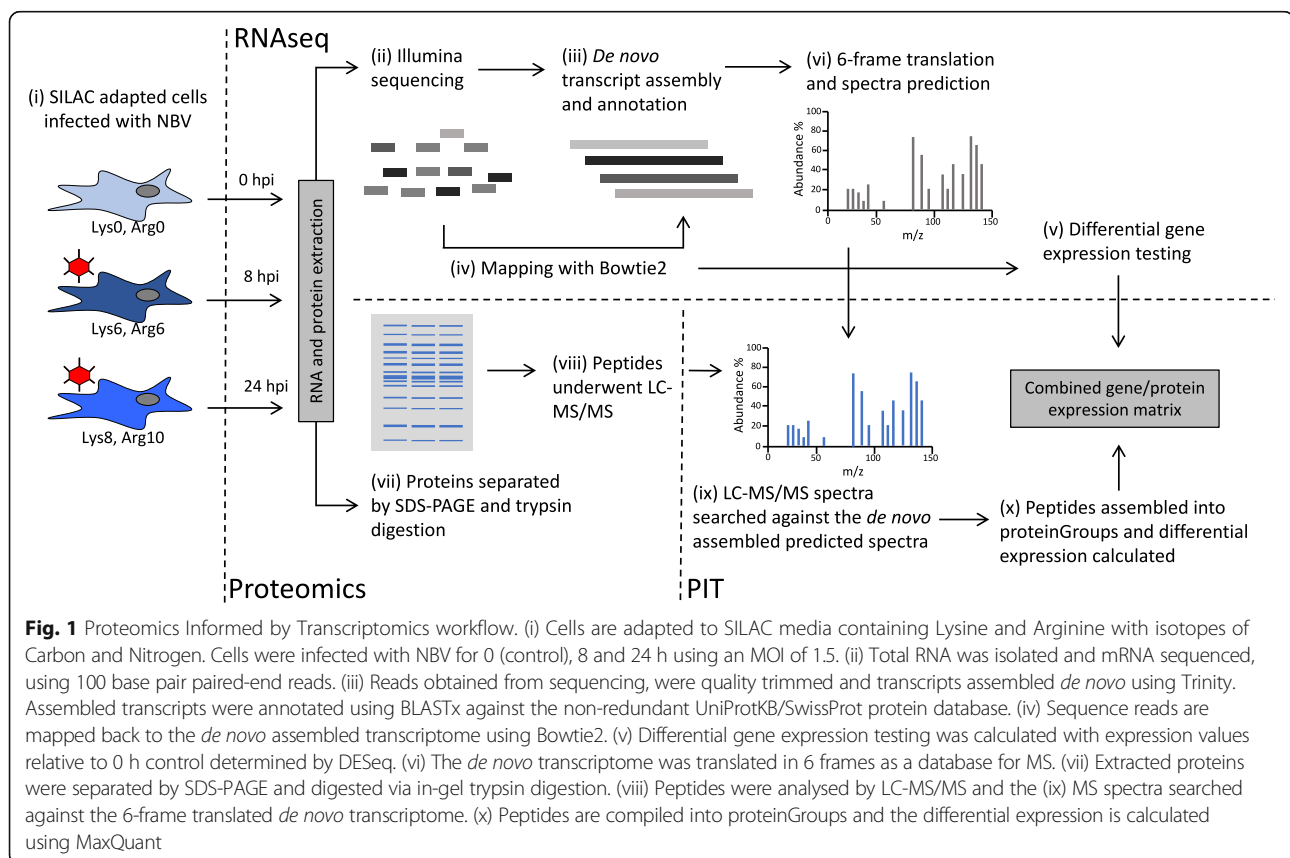 RNAseq
(i) SILAC adapted cells
infected with NBV
0 hpi
Lys0, Arg0
8 hpi
Lys6, Arg6
24 hpi
Lys8, Arg10
RNA and protein extraction
(ii) Illumina
sequencing
(iii) De novo
transcript assembly
and annotation
(vi) 6-frame translation
and spectra prediction
Abundance %
100
80
60
40
20
0
0
50
100
150
m/z
(iv) Mapping with Bowtie2
(v) Differential gene
expression testing
(vii) Proteins separated
by SDS-PAGE and trypsin
digestion
(viii) Peptides
underwent LC-
MS/MS
Abundance %
100
80
60
40
20
0
0
50
100
150
m/z
(ix) LC-MS/MS spectra
searched against the de novo
assembled predicted spectra
Combined gene/protein
expression matrix
(x) Peptides assembled into
proteinGroups and differential
expression calculated
Proteomics
PIT
Fig. 1 Proteomics Informed by Transcriptomics workflow. (i) Cells are adapted to SILAC media containing Lysine and Arginine with isotopes of
Carbon and Nitrogen. Cells were infected with NBV for 0 (control), 8 and 24 h using an MOI of 1.5. (ii) Total RNA was isolated and mRNA sequenced,
using 100 base pair paired-end reads. (iii) Reads obtained from sequencing, were quality trimmed and transcripts assembled de novo using Trinity.
Assembled transcripts were annotated using BLASTx against the non-redundant UniProtKB/SwissProt protein database. (iv) Sequence reads are
mapped back to the de novo assembled transcriptome using Bowtie2. (v) Differential gene expression testing was calculated with expression values
relative to 0 h control determined by DESeq. (vi) The de novo transcriptome was translated in 6 frames as a database for MS. (vii) Extracted proteins
were separated by SDS-PAGE and digested via in-gel trypsin digestion. (viii) Peptides were analysed by LC-MS/MS and the (ix) MS spectra searched
against the 6-frame translated de novo transcriptome. (x) Peptides are compiled into proteinGroups and the differential expression is calculated
using MaxQuant